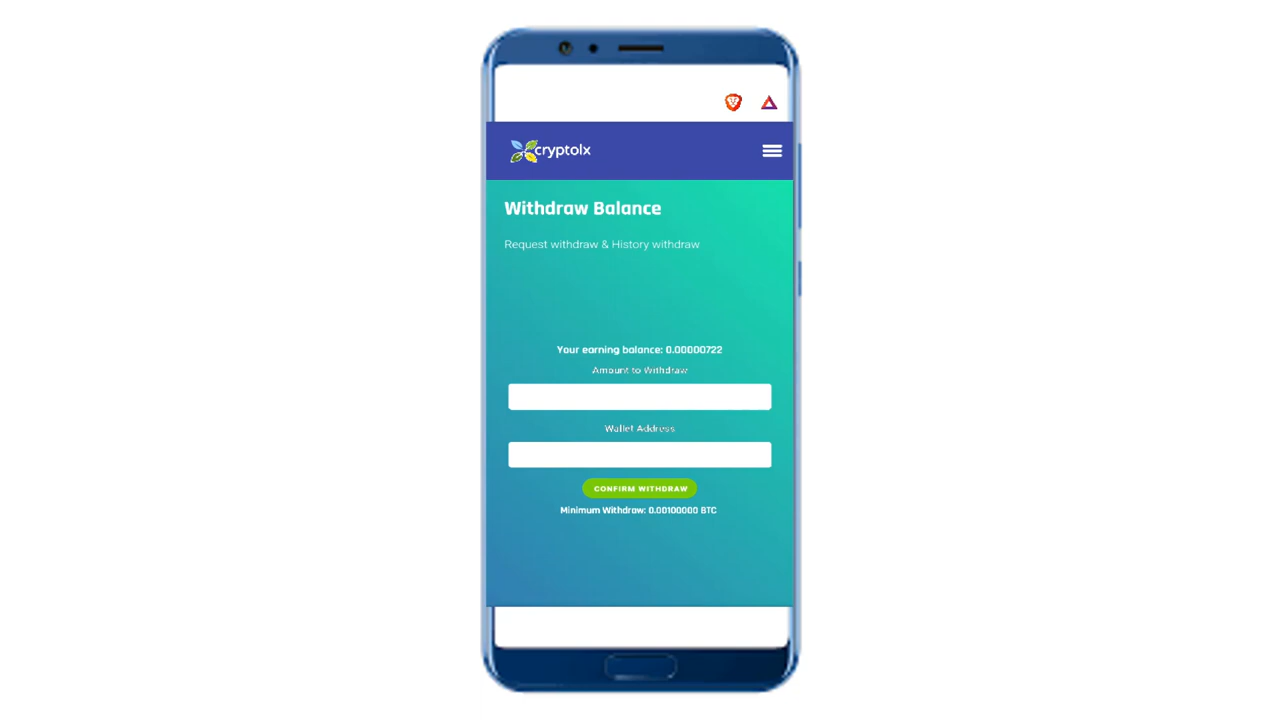 cryptolx
Withdraw Balance
Request withdraw & History withdraw
Your earning balance: 0.00000722
Amount to Withdraw
Wallet Address
CONFIRM WITHDRAW
Minimum Withdraw: 0.00100000 BTC